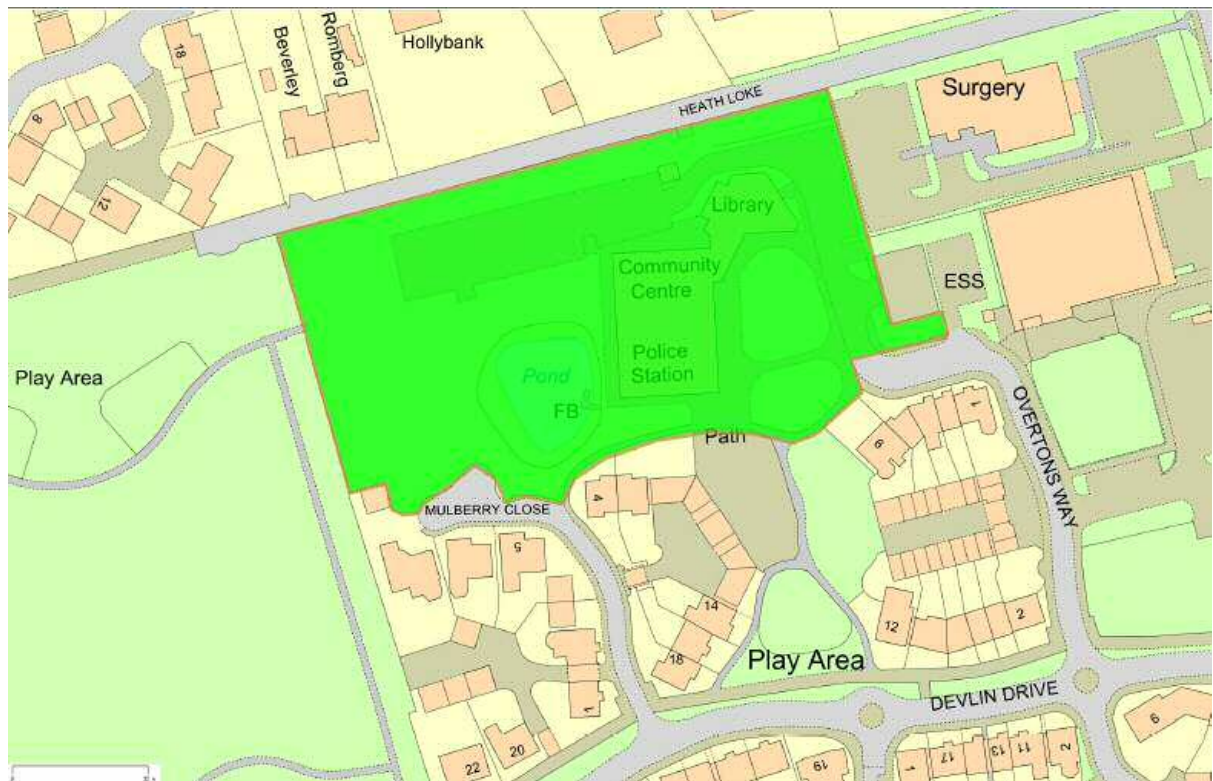 18
Beverley
Romberg
Hollybank
8
12
HEATH LOKE
Surgery
Library
Community
Centre
ESS
Play Area
Pond
Police
Station
FB
Path
1
6
OVERTONS WAY
MULBERRY CLOSE
4
5
14
18
12
2
Play Area
1
DEVLIN DRIVE
20
22
19
1
17
13
11
2
9